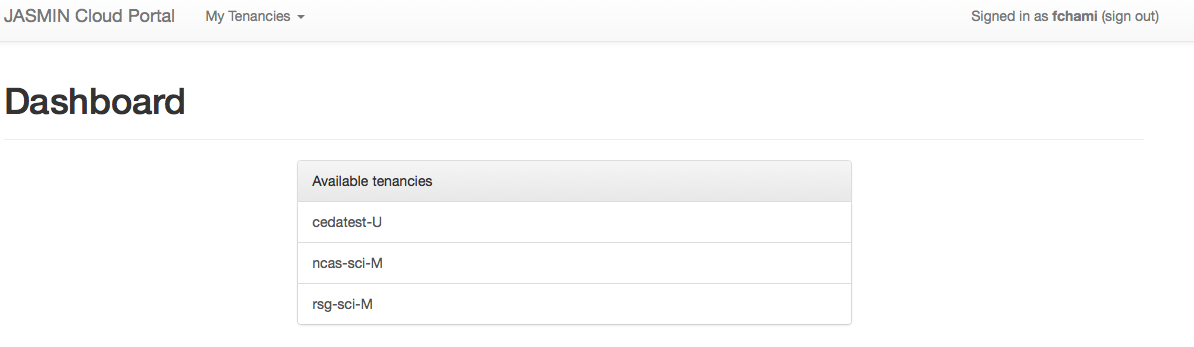 JASMIN Cloud Portal My Tenancies Signed in as fchami (sign out)
Dashboard
Available tenancies
cedatest-U
ncas-sci-M
rsg-sci-M